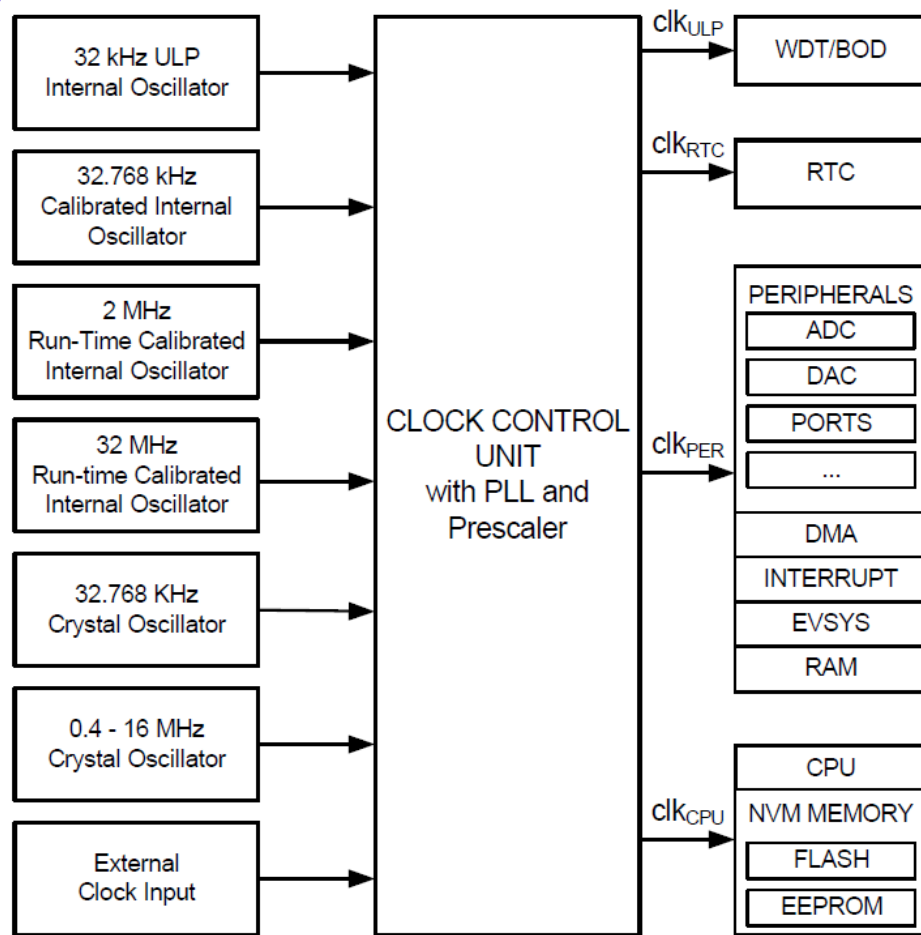 32 kHz ULP
Internal Oscillator
32.768 kHz
Calibrated Internal
Oscillator
2 MHz
Run-Time Calibrated
Internal Oscillator
32 MHz
Run-time Calibrated
Internal Oscillator
32.768 KHz
Crystal Oscillator
0.4 - 16 MHz
Crystal Oscillator
External
Clock Input
CLOCK CONTROL
UNIT
with PLL and
Prescaler
clkULP
WDT/BOD
clkRTC
RTC
clkPER
PERIPHERALS
ADC
DAC
PORTS
...
DMA
INTERRUPT
EVSYS
RAM
clkCPU
CPU
NVM MEMORY
FLASH
EEPROM